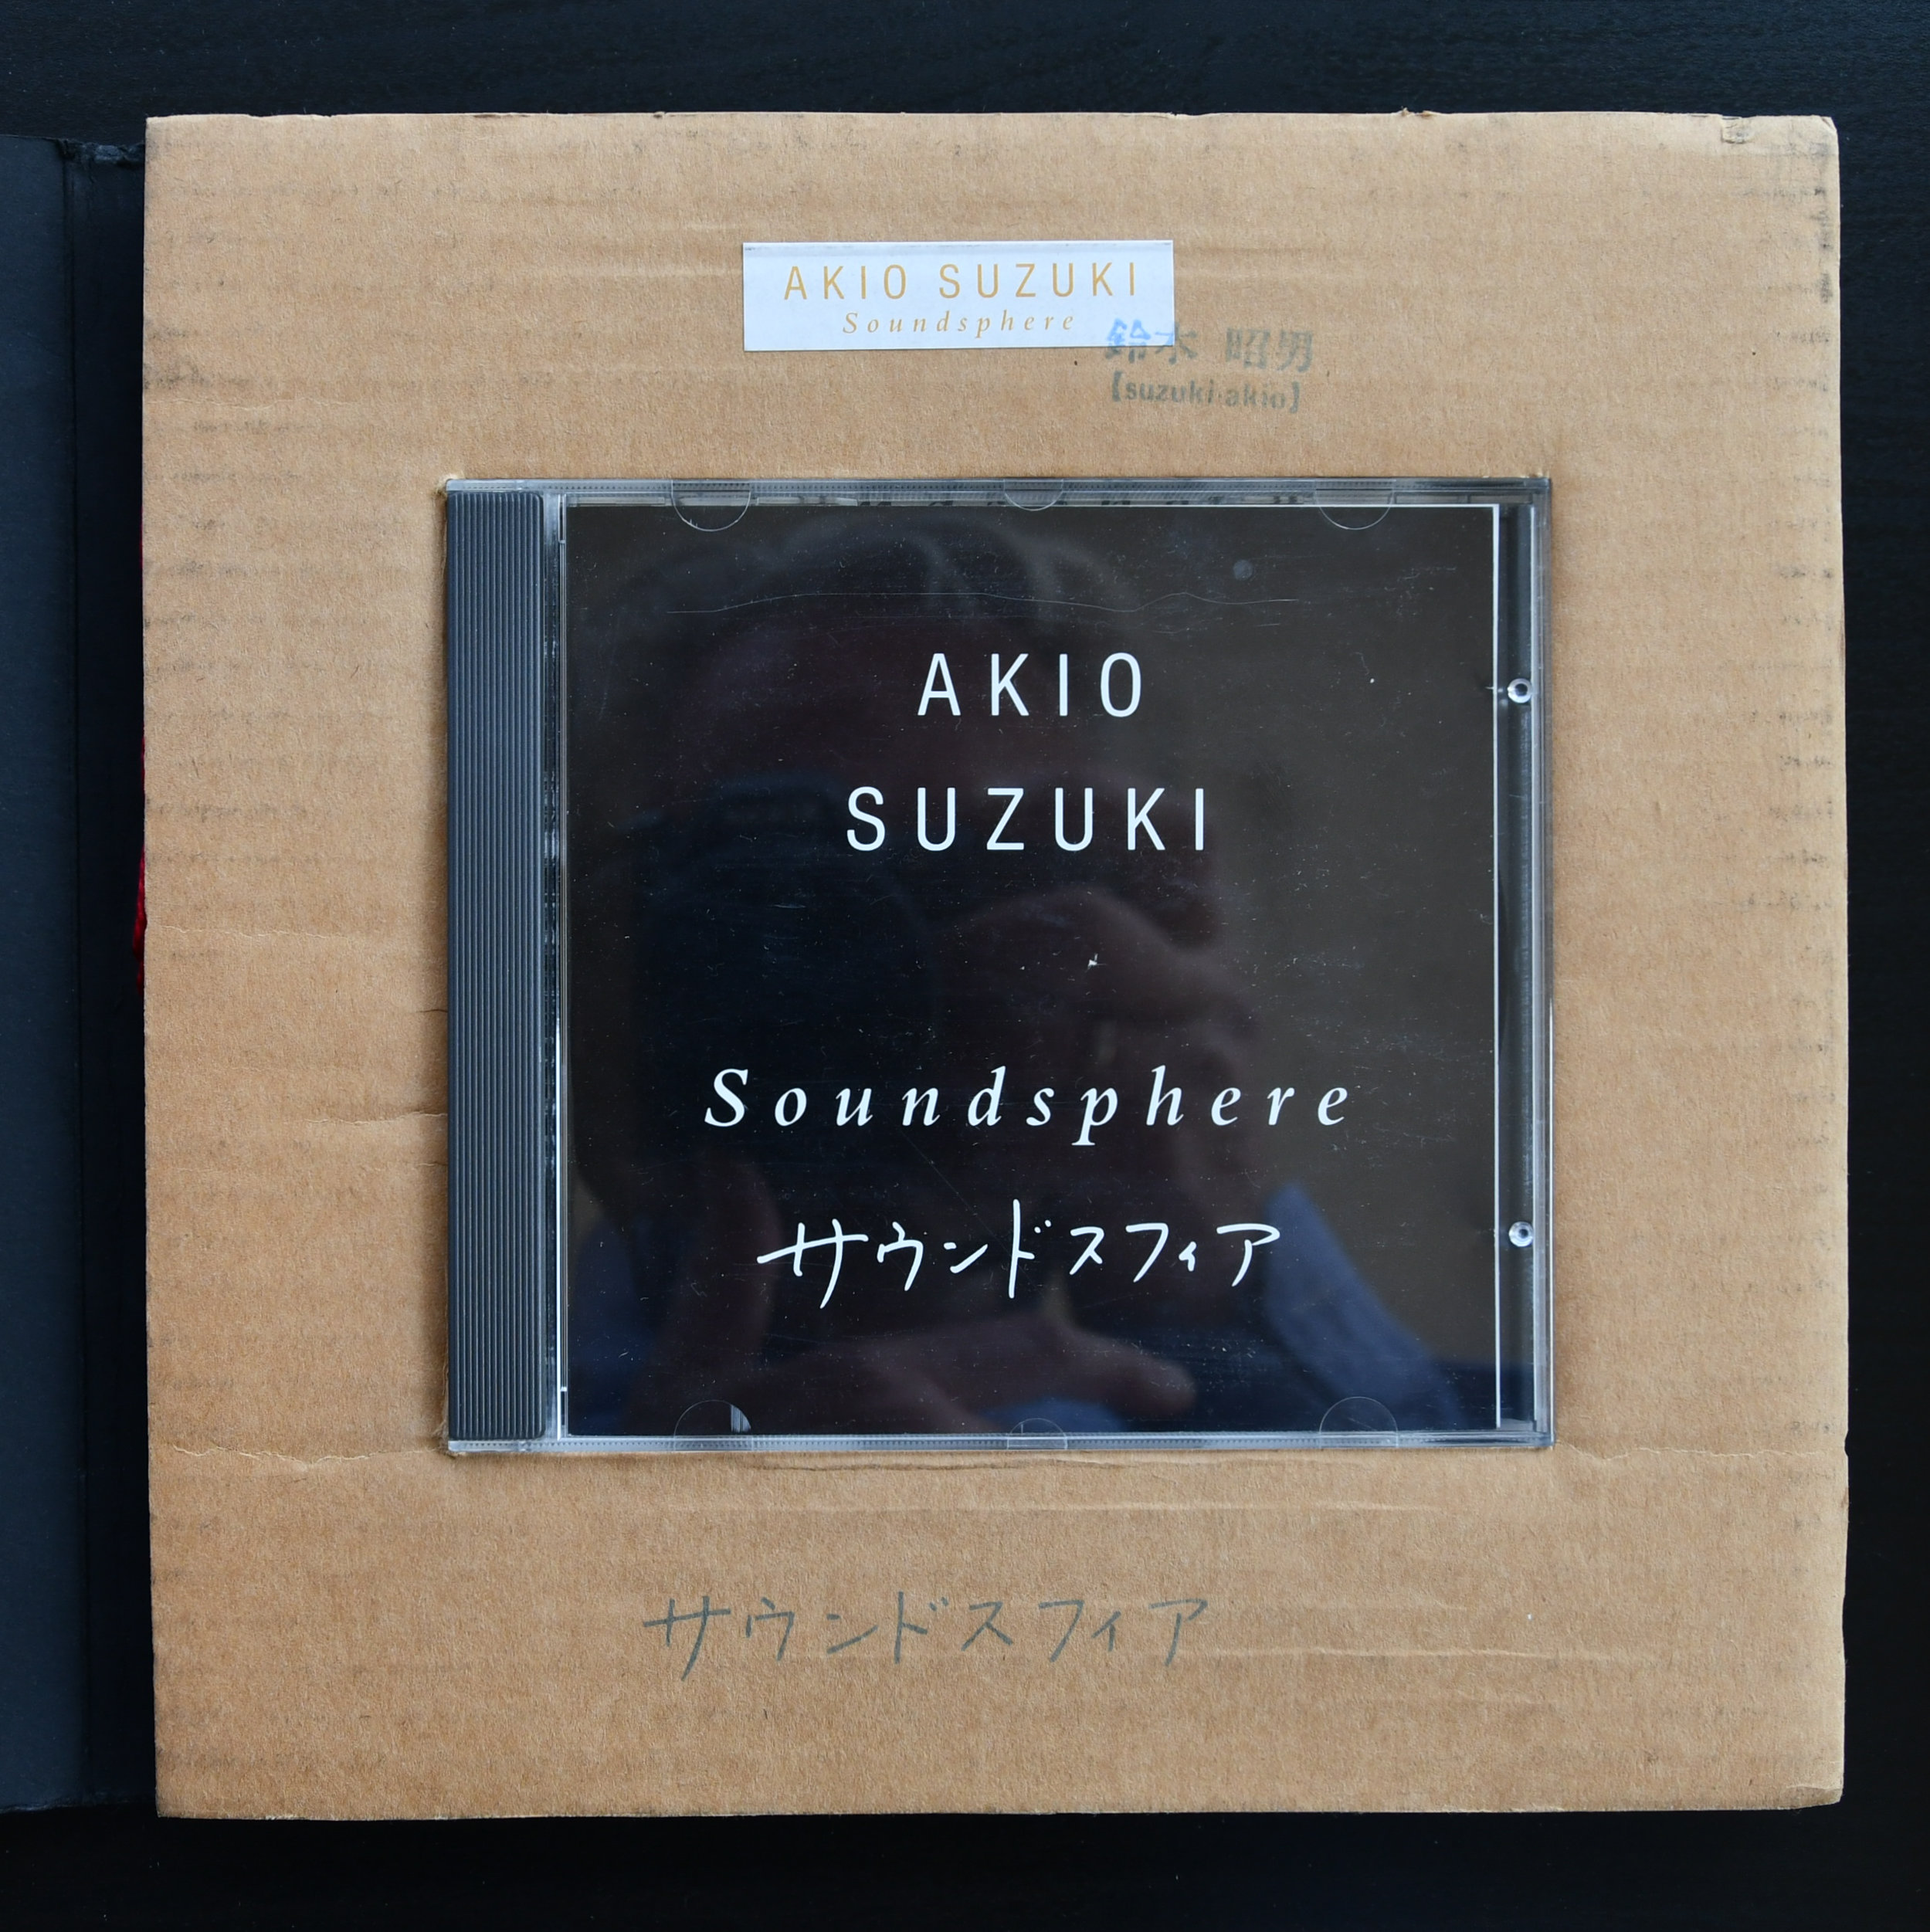 AKIO SUZUKI
Soundsphere
鈴木 昭男
【suzuki akio】
AKIO
SUZUKI
Soundsphere
サウンドスフィア
サウンドスフィア